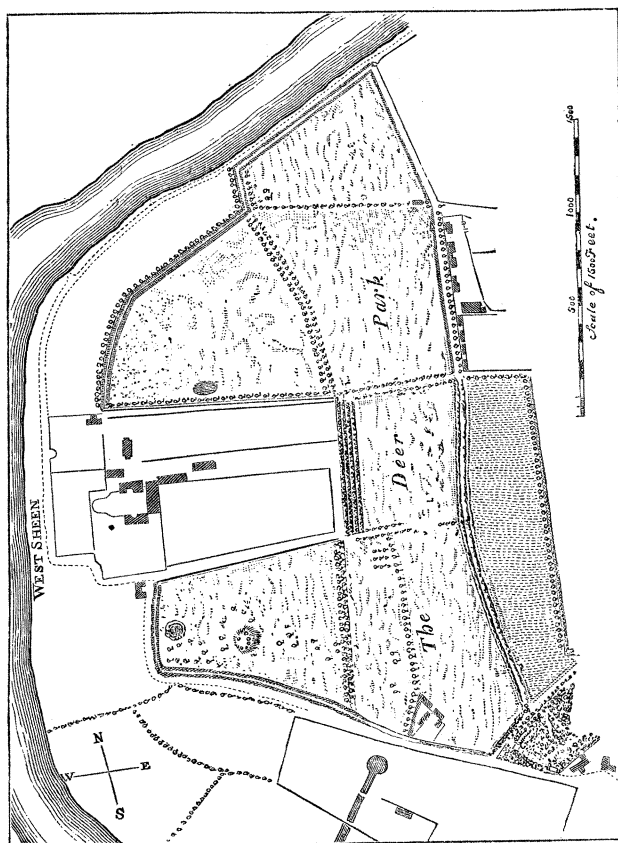 WEST SHEEN
The Deer Park
N
W E
S
500
1000
1500
Scale of 1500 Feet.